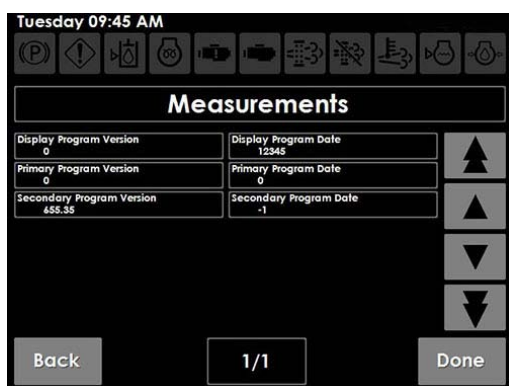 Tuesday 09:45 AM
(P)
Measurements
Display Program Version
0
Display Program Date
12345
Primary Program Version
0
Primary Program Date
0
Secondary Program Version
655.35
Secondary Program Date
-1
Back
1/1
Done